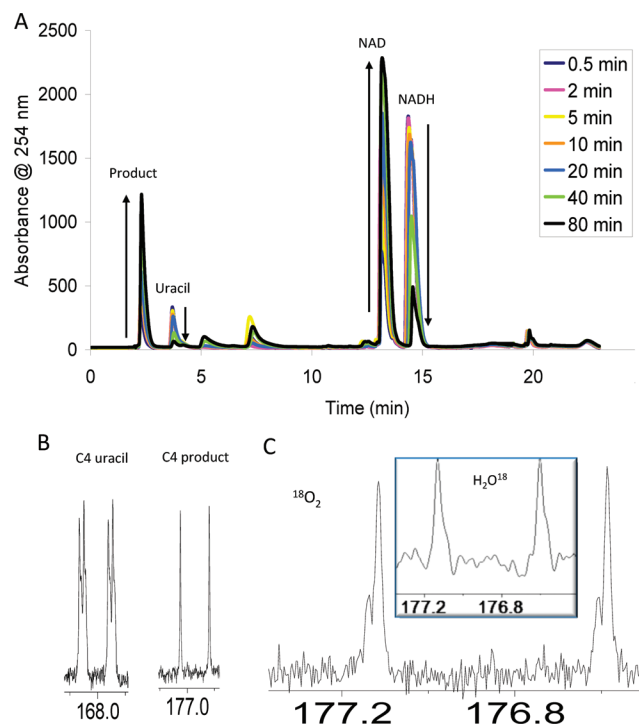 A
Absorbance @ 254 nm
2500
2000
1500
1000
500
0
0 5 10 15 20
Time (min)
Product
Uracil
NAD
NADH
0.5 min
2 min
5 min
10 min
20 min
40 min
80 min
B
C4 uracil
C4 product
168.0
177.0
C
¹⁸O₂
H₂O¹⁸
177.2 176.8
177.2 176.8